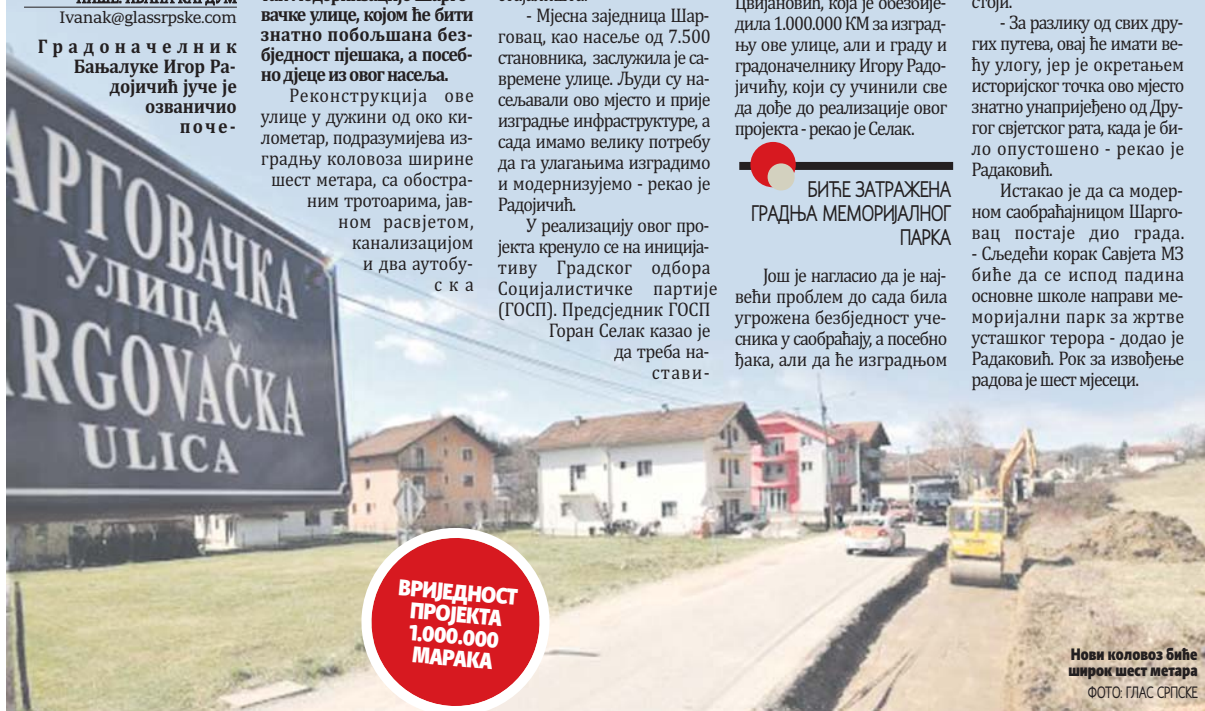 Ivanak@glassrpske.com
Градоначелник
Бањалуке Игор Ра-
дојичић јуче је
озваничио
поче-
вачке улице, којом ће бити
знатно побољшана без-
бједност пјешака, а посеб-
но дјеце из овог насеља.
Реконструкција ове
улице у дужини од око ки-
лометар, подразумијева из-
градњу коловоза ширине
шест метара, са обостра-
ним тротоарима, јав-
ном расвјетом,
канализацијом
и два аутобу-
ска
- Мјесна заједница Шар-
говац, као насеље од 7.500
становника, заслужила је са-
времене улице. Људи су на-
сељавали ово мјесто и прије
изградње инфраструктуре, а
сада имамо велику потребу
да га улагањима изградимо
и модернизујемо - рекао је
Радојичић.
У реализацију овог про-
јекта кренуло се на иниција-
тиву Градског одбора
Социјалистичке партије
(ГОСП). Предсједник ГОСП
Горан Селак казао је
да треба на-
стави-
Цвијановић, која је обезбије-
дила 1.000.000 КМ за изград-
њу ове улице, али и граду и
градоначелнику Игору Радо-
јичићу, који су учинили све
да дође до реализације овог
пројекта - рекао је Селак.
БИЋЕ ЗАТРАЖЕНА
ГРАДЊА МЕМОРИЈАЛНОГ
ПАРКА
Још је нагласио да је нај-
већи проблем до сада била
угрожена безбједност уче-
сника у саобраћају, а посебно
ђака, али да ће изградњом
стоји.
- За разлику од свих дру-
гих путева, овај ће имати ве-
ћу улогу, јер је окретањем
историјског точка ово мјесто
знатно унапријеђено од Дру-
гог свјетског рата, када је би-
ло опустошено - рекао је
Радаковић.
Истакао је да са модер-
ном саобраћајницом Шарго-
вац постаје дио града.
- Сљедећи корак Савјета МЗ
биће да се испод падина
основне школе направи ме-
моријални парк за жртве
усташког терора - додао је
Радаковић. Рок за извођење
радова је шест мјесеци.
АРГОВАЧКА
УЛИЦА
ARGOVAČKA
ULICA
ВРИЈЕДНОСТ
ПРОЈЕКТА
1.000.000
МАРАКА
Нови коловоз биће
широк шест метара
ФОТО: ГЛАС СРПСКЕ